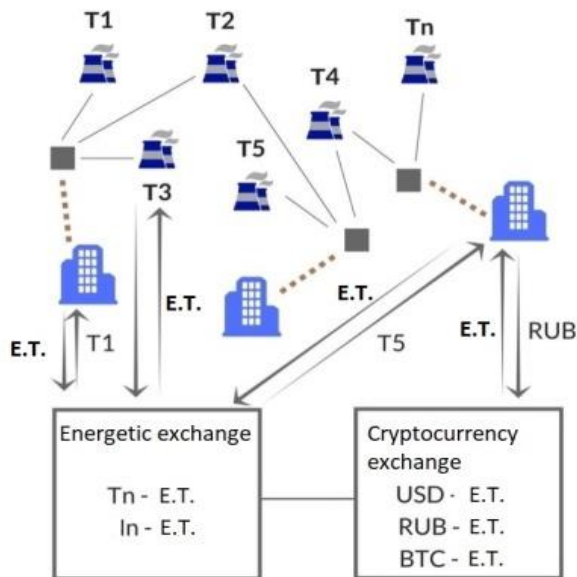 T1
T2
Tn
T4
T5
T3
E.T.
E.T.
T1
E.T.
T5
E.T.
RUB
Energetic exchange
Tn - E.T.
In - E.T.
Cryptocurrency
exchange
USD - E.T.
RUB - E.T.
BTC - E.T.